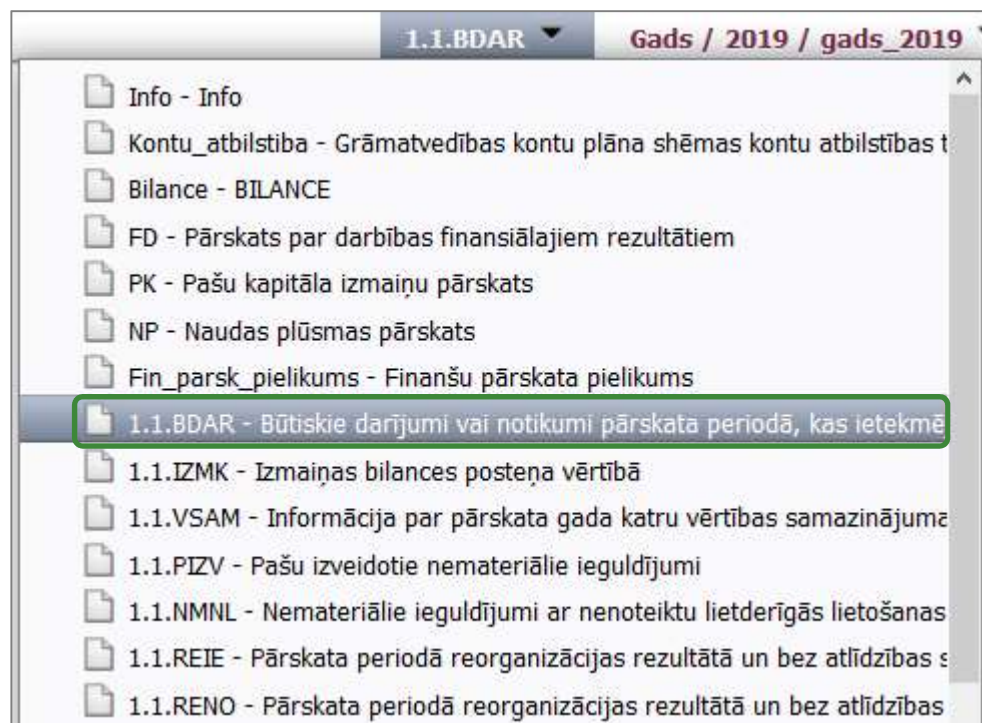 1.1.BDAR Gads / 2019 / gads_2019
Info - Info
Kontu_atbilstiba - Grāmatvedības kontu plāna shēmas kontu atbilstības t
Bilance - BILANCE
FD - Pārskats par darbības finansiālajiem rezultātiem
PK - Pašu kapitāla izmaiņu pārskats
NP - Naudas plūsmas pārskats
Fin_parsk_pielikums - Finanšu pārskata pielikums
1.1.BDAR - Būtiskie darījumi vai notikumi pārskata periodā, kas ietekmē
1.1.IZMK - Izmaiņas bilances posteņa vērtībā
1.1.VSAM - Informācija par pārskata gada katru vērtības samazinājuma
1.1.PIZV - Pašu izveidotie nemateriālie ieguldījumi
1.1.NMNL - Nemateriālie ieguldījumi ar nenoteiktu lietderīgās lietošanas
1.1.REIE - Pārskata periodā reorganizācijas rezultātā un bez atlīdzības s
1.1.RENO - Pārskata periodā reorganizācijas rezultātā un bez atlīdzības